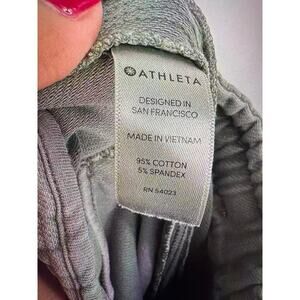 ATHLETA
DESIGNED IN
SAN FRANCISCO
MADE IN VIETNAM
95% COTTON
5% SPANDEX
RN 54023